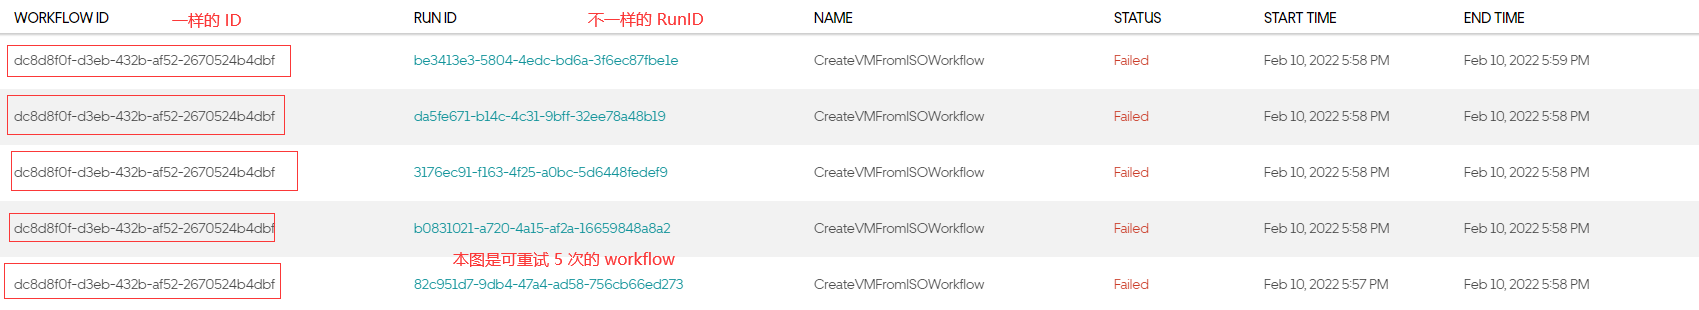 WORKFLOW ID 一样的 ID RUN ID 不一样的 RunID NAME STATUS START TIME END TIME
dc8d8f0f-d3eb-432b-af52-2670524b4dbf be3413e3-5804-4edc-bd6a-3f6ec87fbe1e CreateVMFromISOWorkflow Failed Feb 10, 2022 5:58 PM Feb 10, 2022 5:59 PM
dc8d8f0f-d3eb-432b-af52-2670524b4dbf da5fe671-b14c-4c31-9bff-32ee78a48b19 CreateVMFromISOWorkflow Failed Feb 10, 2022 5:58 PM Feb 10, 2022 5:58 PM
dc8d8f0f-d3eb-432b-af52-2670524b4dbf 3176ec91-f163-4f25-a0bc-5d6448fedef9 CreateVMFromISOWorkflow Failed Feb 10, 2022 5:58 PM Feb 10, 2022 5:58 PM
dc8d8f0f-d3eb-432b-af52-2670524b4dbf b0831021-a720-4a15-af2a-16659848a8a2 CreateVMFromISOWorkflow Failed Feb 10, 2022 5:58 PM Feb 10, 2022 5:58 PM
本图是可重试 5 次的 workflow
dc8d8f0f-d3eb-432b-af52-2670524b4dbf 82c951d7-9db4-47a4-ad58-756cb66ed273 CreateVMFromISOWorkflow Failed Feb 10, 2022 5:57 PM Feb 10, 2022 5:58 PM